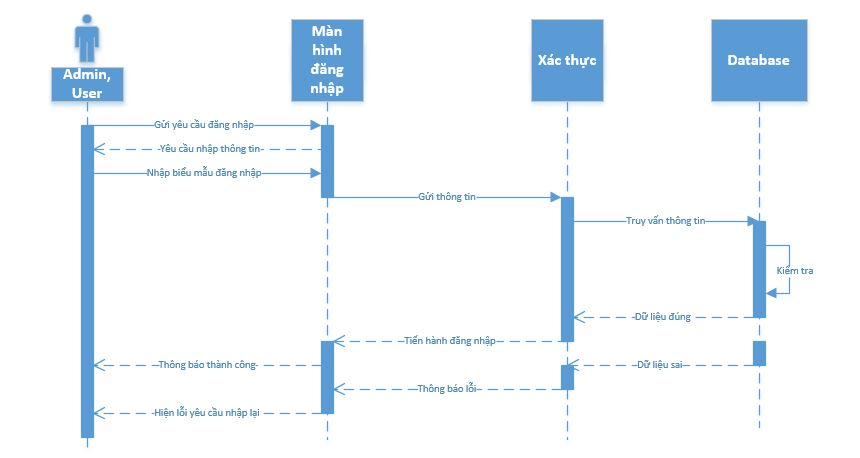 Admin,
User
Màn
hình
đăng
nhập
Xác thực
Database
Gửi yêu cầu đăng nhập
Yêu cầu nhập thông tin
Nhập biểu mẫu đăng nhập
Gửi thông tin
Truy vấn thông tin
Kiểm tra
Dữ liệu đúng
Tiến hành đăng nhập
Thông báo thành công
Dữ liệu sai
Thông báo lỗi
Hiện lỗi yêu cầu nhập lại